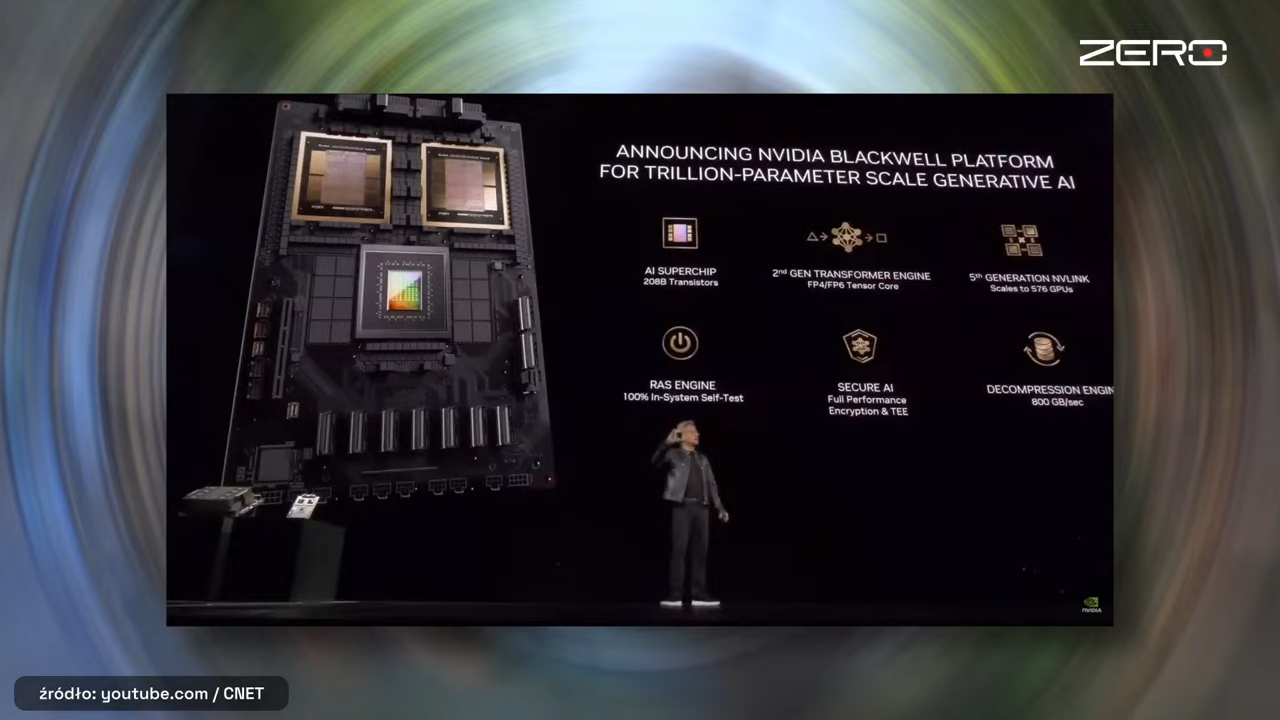 ZERO
ANNOUNCING NVIDIA BLACKWELL PLATFORM
FOR TRILLION-PARAMETER SCALE GENERATIVE AI
AI SUPERCHIP
208B Transistors
2nd GEN TRANSFORMER ENGINE
FP4/FP6 Tensor Core
5th GENERATION NVLINK
Scales to 576 GPUs
RAS ENGINE
100% In-System Self-Test
SECURE AI
Full Performance
Encryption & TEE
DECOMPRESSION ENGIN
800 GB/sec
NVIDIA
źródło: youtube.com / CNET